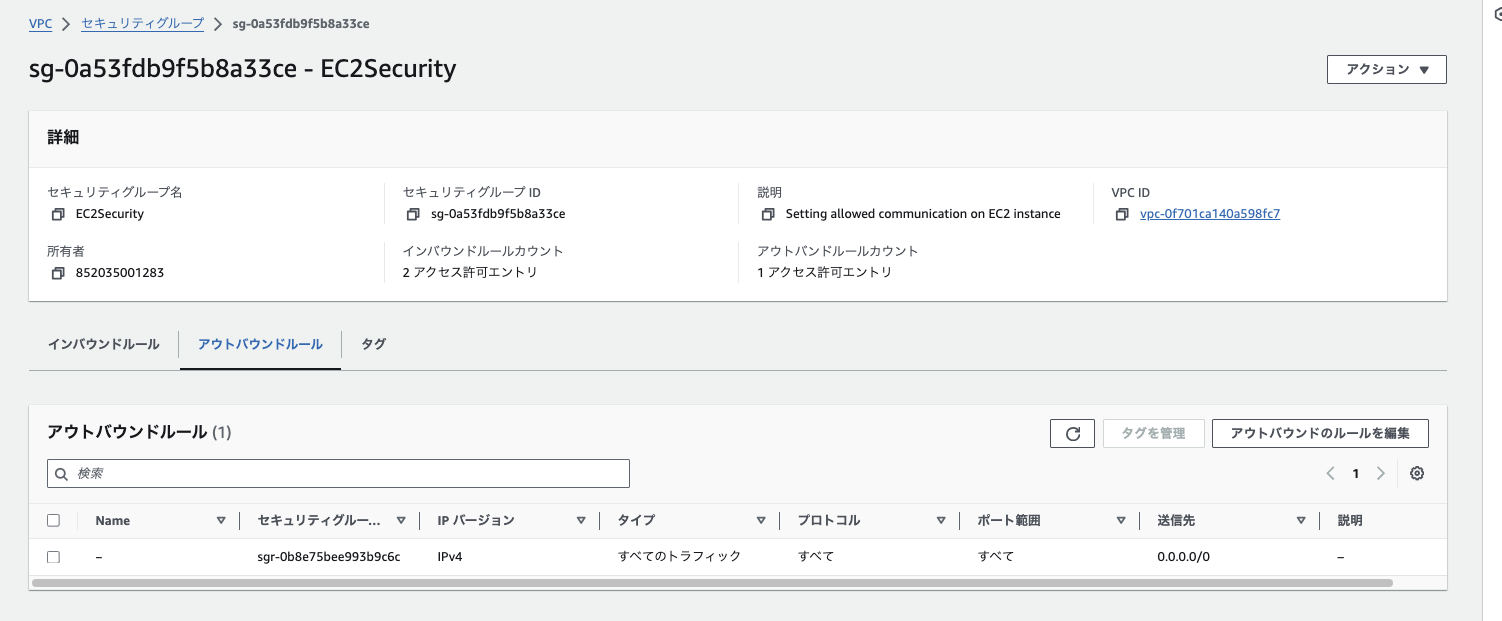 VPC > セキュリティグループ > sg-0a53fdb9f5b8a33ce
sg-0a53fdb9f5b8a33ce - EC2Security
アクション ▼
詳細
セキュリティグループ名 セキュリティグループ ID 説明 VPC ID
EC2Security sg-0a53fdb9f5b8a33ce Setting allowed communication on EC2 instance vpc-0f701ca140a598fc7
所有者 インバウンドルールカウント アウトバンドルールカウント
852035001283 2 アクセス許可エントリ 1 アクセス許可エントリ
インバウンドルール アウトバウンドルール タグ
アウトバウンドルール (1) タグを管理 アウトバウンドのルールを編集
検索 1
Name セキュリティグルー... IP バージョン タイプ プロトコル ポート範囲 送信先 説明
– sgr-0b8e75bee993b9c6c IPv4 すべてのトラフィック すべて すべて 0.0.0.0/0 –